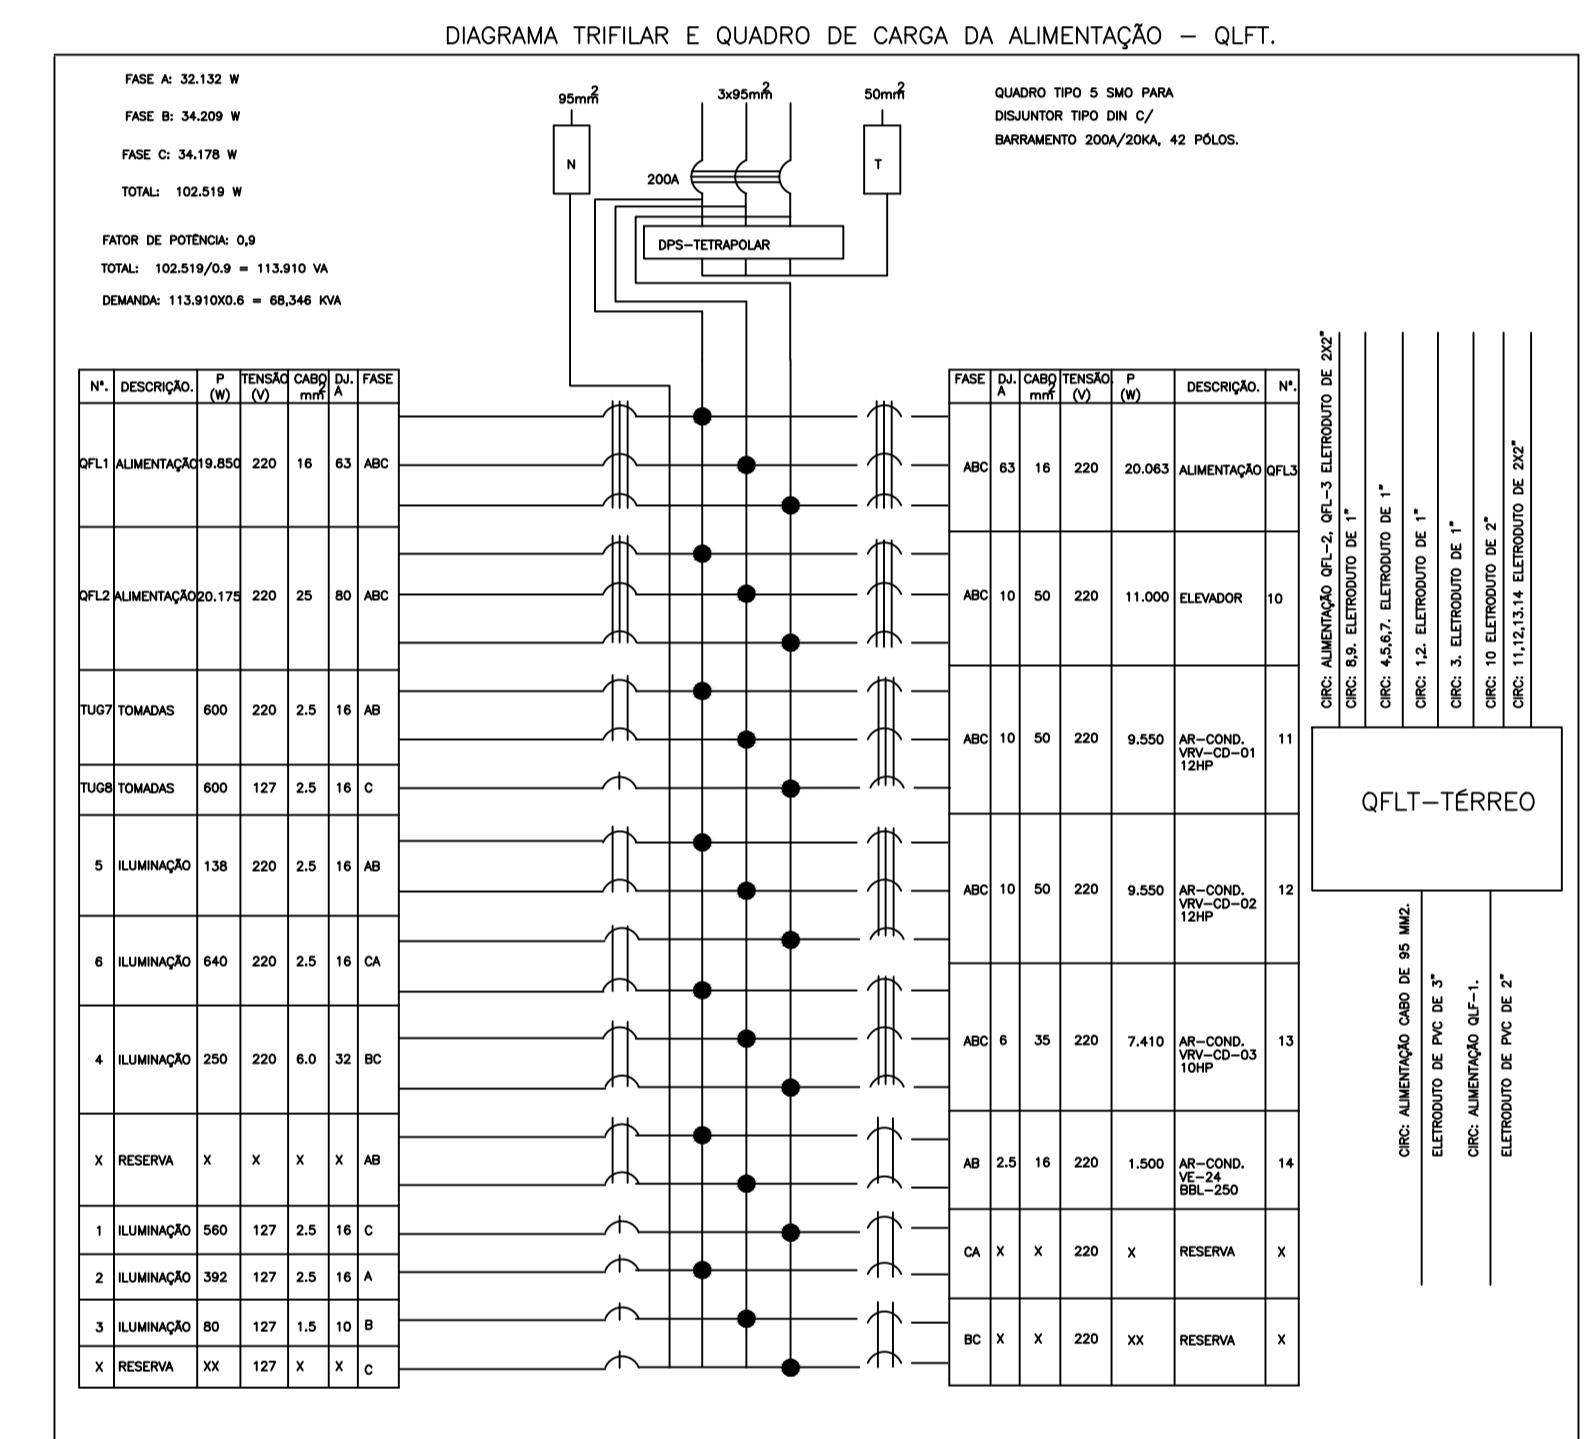 DIAGRAMA TRIFILAR E QUADRO DE CARGA DA ALIMENTAÇÃO – QLFT.
FASE A: 32.132 W
FASE B: 34.209 W
FASE C: 34.178 W
TOTAL: 102.519 W
FATOR DE POTÊNCIA: 0,9
TOTAL: 102.519/0.9 = 113.910 VA
DEMANDA: 113.910X0.6 = 68,346 KVA
95mm2
3x95mm2
50mm2
N
200A
T
DPS–TETRAPOLAR
QUADRO TIPO 5 SMO PARA
DISJUNTOR TIPO DIN C/
BARRAMENTO 200A/20KA, 42 PÓLOS.
Nº. DESCRIÇÃO. P (W) TENSÃO (V) CABO mm2 DJ. A FASE
QFL1 ALIMENTAÇÃO 19.850 220 16 63 ABC
QFL2 ALIMENTAÇÃO 20.175 220 25 80 ABC
TUG7 TOMADAS 600 220 2.5 16 AB
TUG8 TOMADAS 600 127 2.5 16 C
5 ILUMINAÇÃO 138 220 2.5 16 AB
6 ILUMINAÇÃO 640 220 2.5 16 CA
4 ILUMINAÇÃO 250 220 6.0 32 BC
X RESERVA X X X X AB
1 ILUMINAÇÃO 560 127 2.5 16 C
2 ILUMINAÇÃO 392 127 2.5 16 A
3 ILUMINAÇÃO 80 127 1.5 10 B
X RESERVA XX 127 X X C
FASE DJ. A CABO mm2 TENSÃO (V) P (W) DESCRIÇÃO. Nº.
ABC 63 16 220 20.063 ALIMENTAÇÃO QFL3
ABC 10 50 220 11.000 ELEVADOR 10
ABC 10 50 220 9.550 AR–COND. VRV–CD–01 12HP 11
ABC 10 50 220 9.550 AR–COND. VRV–CD–02 12HP 12
ABC 6 35 220 7.410 AR–COND. VRV–CD–03 10HP 13
AB 2.5 16 220 1.500 AR–COND. VE–24 BBL–250 14
CA X X 220 X RESERVA X
BC X X 220 XX RESERVA X
CIRC: ALIMENTAÇÃO QFL–2, QFL–3 ELETRODUTO DE 2X2"
CIRC: 8,9. ELETRODUTO DE 1"
CIRC: 4,5,6,7. ELETRODUTO DE 1"
CIRC: 1,2. ELETRODUTO DE 1"
CIRC: 3. ELETRODUTO DE 1"
CIRC: 10 ELETRODUTO DE 2"
CIRC: 11,12,13.14 ELETRODUTO DE 2X2"
QFLT–TÉRREO
CIRC: ALIMENTAÇÃO CABO DE 95 MM2.
ELETRODUTO DE PVC DE 3"
CIRC: ALIMENTAÇÃO QLF–1.
ELETRODUTO DE PVC DE 2"